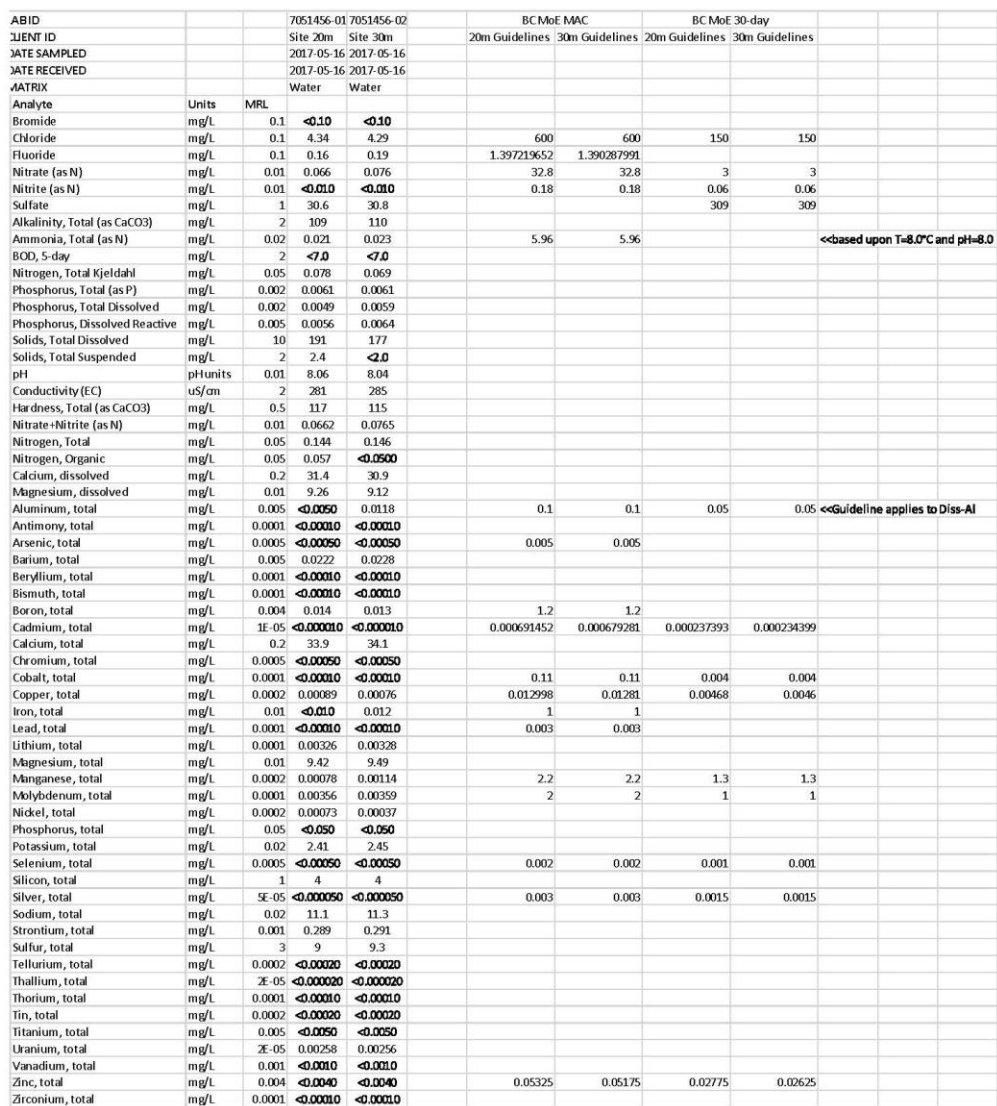 ABID 7051456-01 7051456-02 BC MoE MAC BC MoE 30-day
CLIENT ID Site 20m Site 30m 20m Guidelines 30m Guidelines 20m Guidelines 30m Guidelines
DATE SAMPLED 2017-05-16 2017-05-16
DATE RECEIVED 2017-05-16 2017-05-16
MATRIX Water Water
Analyte Units MRL
Bromide mg/L 0.1 <0.10 <0.10
Chloride mg/L 0.1 4.34 4.29 600 600 150 150
Fluoride mg/L 0.1 0.16 0.19 1.397219652 1.390287991
Nitrate (as N) mg/L 0.01 0.066 0.076 32.8 32.8 3 3
Nitrite (as N) mg/L 0.01 <0.010 <0.010 0.18 0.18 0.06 0.06
Sulfate mg/L 1 30.6 30.8 309 309
Alkalinity, Total (as CaCO3) mg/L 2 109 110
Ammonia, Total (as N) mg/L 0.02 0.021 0.023 5.96 5.96 <<based upon T=8.0°C and pH=8.0
BOD, 5-day mg/L 2 <7.0 <7.0
Nitrogen, Total Kjeldahl mg/L 0.05 0.078 0.069
Phosphorus, Total (as P) mg/L 0.002 0.0061 0.0061
Phosphorus, Total Dissolved mg/L 0.002 0.0049 0.0059
Phosphorus, Dissolved Reactive mg/L 0.005 0.0056 0.0064
Solids, Total Dissolved mg/L 10 191 177
Solids, Total Suspended mg/L 2 2.4 <2.0
pH pH units 0.01 8.06 8.04
Conductivity (EC) uS/cm 2 281 285
Hardness, Total (as CaCO3) mg/L 0.5 117 115
Nitrate+Nitrite (as N) mg/L 0.01 0.0662 0.0765
Nitrogen, Total mg/L 0.05 0.144 0.146
Nitrogen, Organic mg/L 0.05 0.057 <0.0500
Calcium, dissolved mg/L 0.2 31.4 30.9
Magnesium, dissolved mg/L 0.01 9.26 9.12
Aluminum, total mg/L 0.005 <0.0050 0.0118 0.1 0.1 0.05 0.05 <<Guideline applies to Diss-Al
Antimony, total mg/L 0.0001 <0.00010 <0.00010
Arsenic, total mg/L 0.0005 <0.00050 <0.00050 0.005 0.005
Barium, total mg/L 0.005 0.0222 0.0228
Beryllium, total mg/L 0.0001 <0.00010 <0.00010
Bismuth, total mg/L 0.0001 <0.00010 <0.00010
Boron, total mg/L 0.004 0.014 0.013 1.2 1.2
Cadmium, total mg/L 1E-05 <0.000010 <0.000010 0.000691452 0.000679281 0.000237393 0.000234399
Calcium, total mg/L 0.2 33.9 34.1
Chromium, total mg/L 0.0005 <0.00050 <0.00050
Cobalt, total mg/L 0.0001 <0.00010 <0.00010 0.11 0.11 0.004 0.004
Copper, total mg/L 0.0002 0.00089 0.00076 0.012998 0.01281 0.00468 0.0046
Iron, total mg/L 0.01 <0.010 0.012 1 1
Lead, total mg/L 0.0001 <0.00010 <0.00010 0.003 0.003
Lithium, total mg/L 0.0001 0.00326 0.00328
Magnesium, total mg/L 0.01 9.42 9.49
Manganese, total mg/L 0.0002 0.00078 0.00114 2.2 2.2 1.3 1.3
Molybdenum, total mg/L 0.0001 0.00356 0.00359 2 2 1 1
Nickel, total mg/L 0.0002 0.00073 0.00037
Phosphorus, total mg/L 0.05 <0.050 <0.050
Potassium, total mg/L 0.02 2.41 2.45
Selenium, total mg/L 0.0005 <0.00050 <0.00050 0.002 0.002 0.001 0.001
Silicon, total mg/L 1 4 4
Silver, total mg/L 5E-05 <0.000050 <0.000050 0.003 0.003 0.0015 0.0015
Sodium, total mg/L 0.02 11.1 11.3
Strontium, total mg/L 0.001 0.289 0.291
Sulfur, total mg/L 3 9 9.3
Tellurium, total mg/L 0.0002 <0.00020 <0.00020
Thallium, total mg/L 2E-05 <0.000020 <0.000020
Thorium, total mg/L 0.0001 <0.00010 <0.00010
Tin, total mg/L 0.0002 <0.00020 <0.00020
Titanium, total mg/L 0.005 <0.0050 <0.0050
Uranium, total mg/L 2E-05 0.00258 0.00256
Vanadium, total mg/L 0.001 <0.0010 <0.0010
Zinc, total mg/L 0.004 <0.0040 <0.0040 0.05325 0.05175 0.02775 0.02625
Zirconium, total mg/L 0.0001 <0.00010 <0.00010